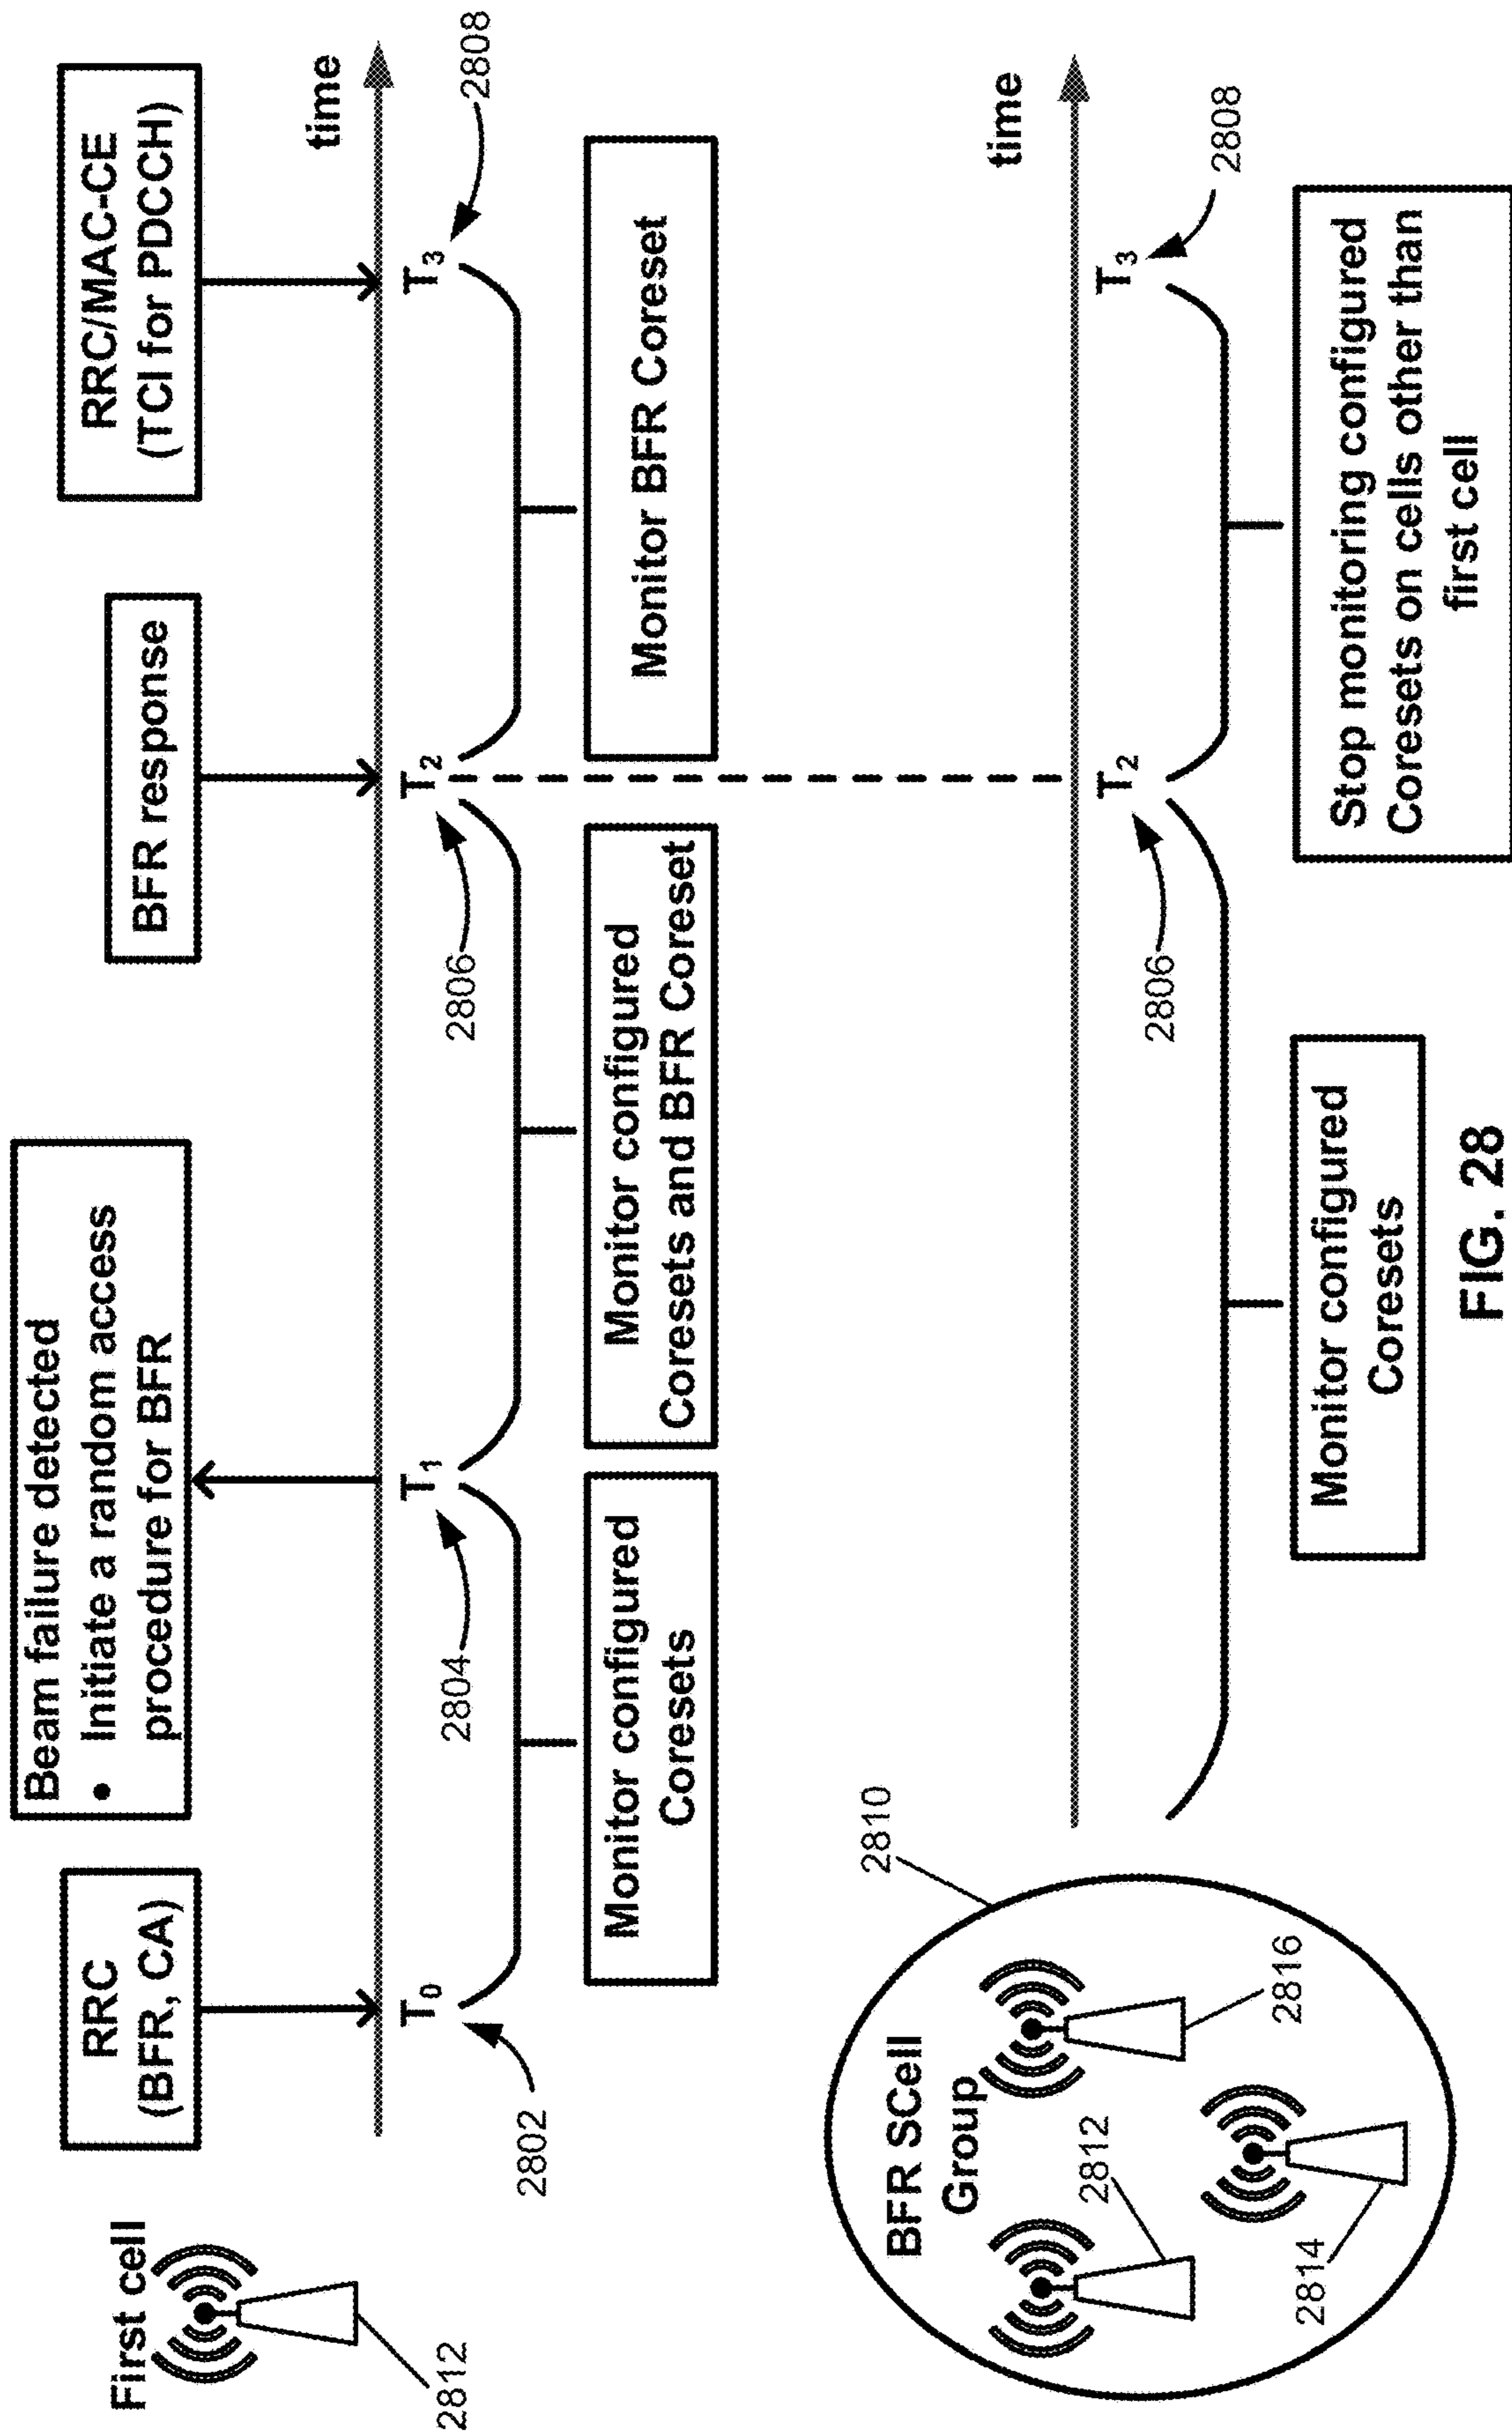 First cell
2812
RRC
(BFR, CA)
Beam failure detected
• Initiate a random access
procedure for BFR
BFR response
RRC/MAC-CE
(TCI for PDCCH)
time
T0
T1
T2
T3
2802
2804
2806
2808
Monitor configured
Coresets
Monitor configured
Coresets and BFR Coreset
Monitor BFR Coreset
2810
BFR SCell
Group
2812
2814
2816
time
T2
T3
2806
2808
Monitor configured
Coresets
Stop monitoring configured
Coresets on cells other than
first cell
FIG. 28